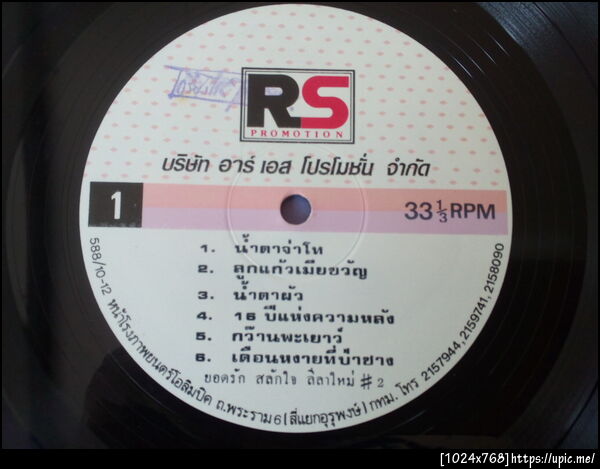 RS
PROMOTION
บริษัท อาร์ เอส โปรโมชั่น จำกัด
1
33 1/3 RPM
1. น้ำตาจ่าโท
2. ลูกแก้วเมียขวัญ
3. น้ำตาผัว
4. 16 ปีแห่งความหลัง
5. กว๊านพะเยาว์
6. เดือนหงายที่ป่าซาง
ยอดรัก สลักใจ ลีลาใหม่ #2
588/10-12 หน้าโรงภาพยนตร์โอลิมปิค ถ.พระราม 6 (สี่แยกอุรุพงษ์) กทม. โทร 2157944, 2159741, 2158090
[1024x768]https://upic.me/